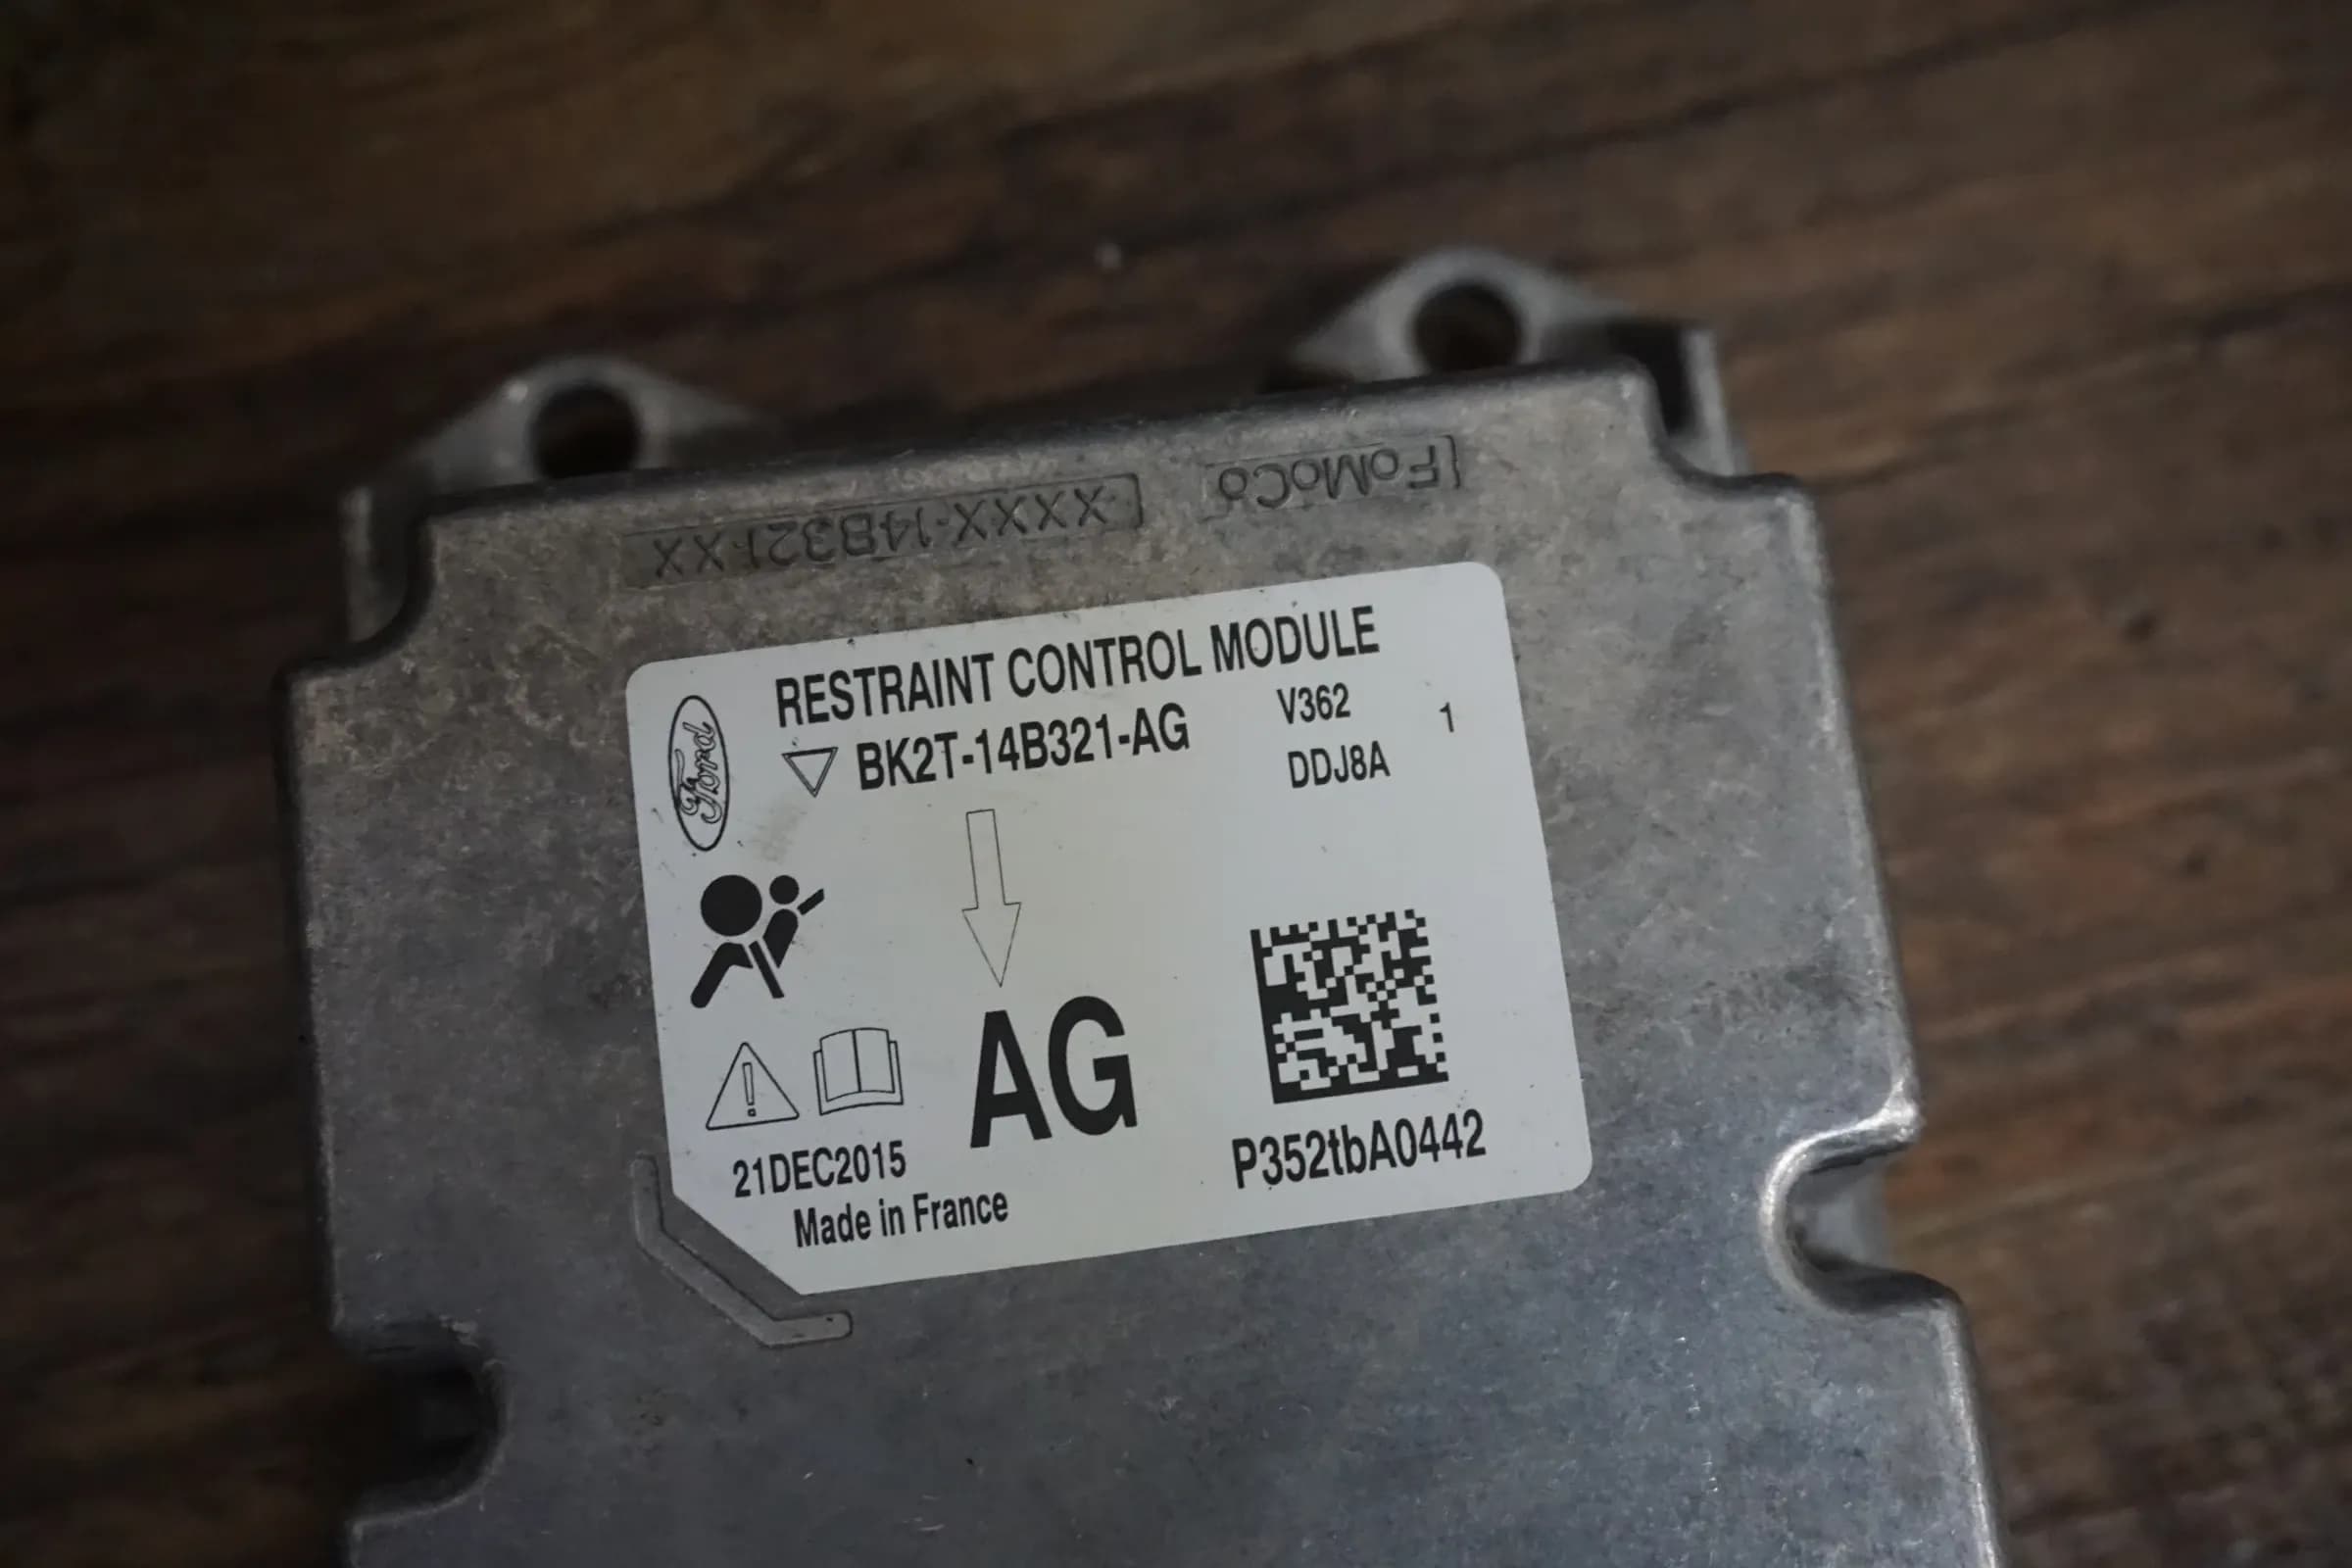 FoMoCo
XXXX-14B321-XX
RESTRAINT CONTROL MODULE
Ford
BK2T-14B321-AG
V362
1
DDJ8A
AG
21DEC2015
Made in France
P352tbA0442